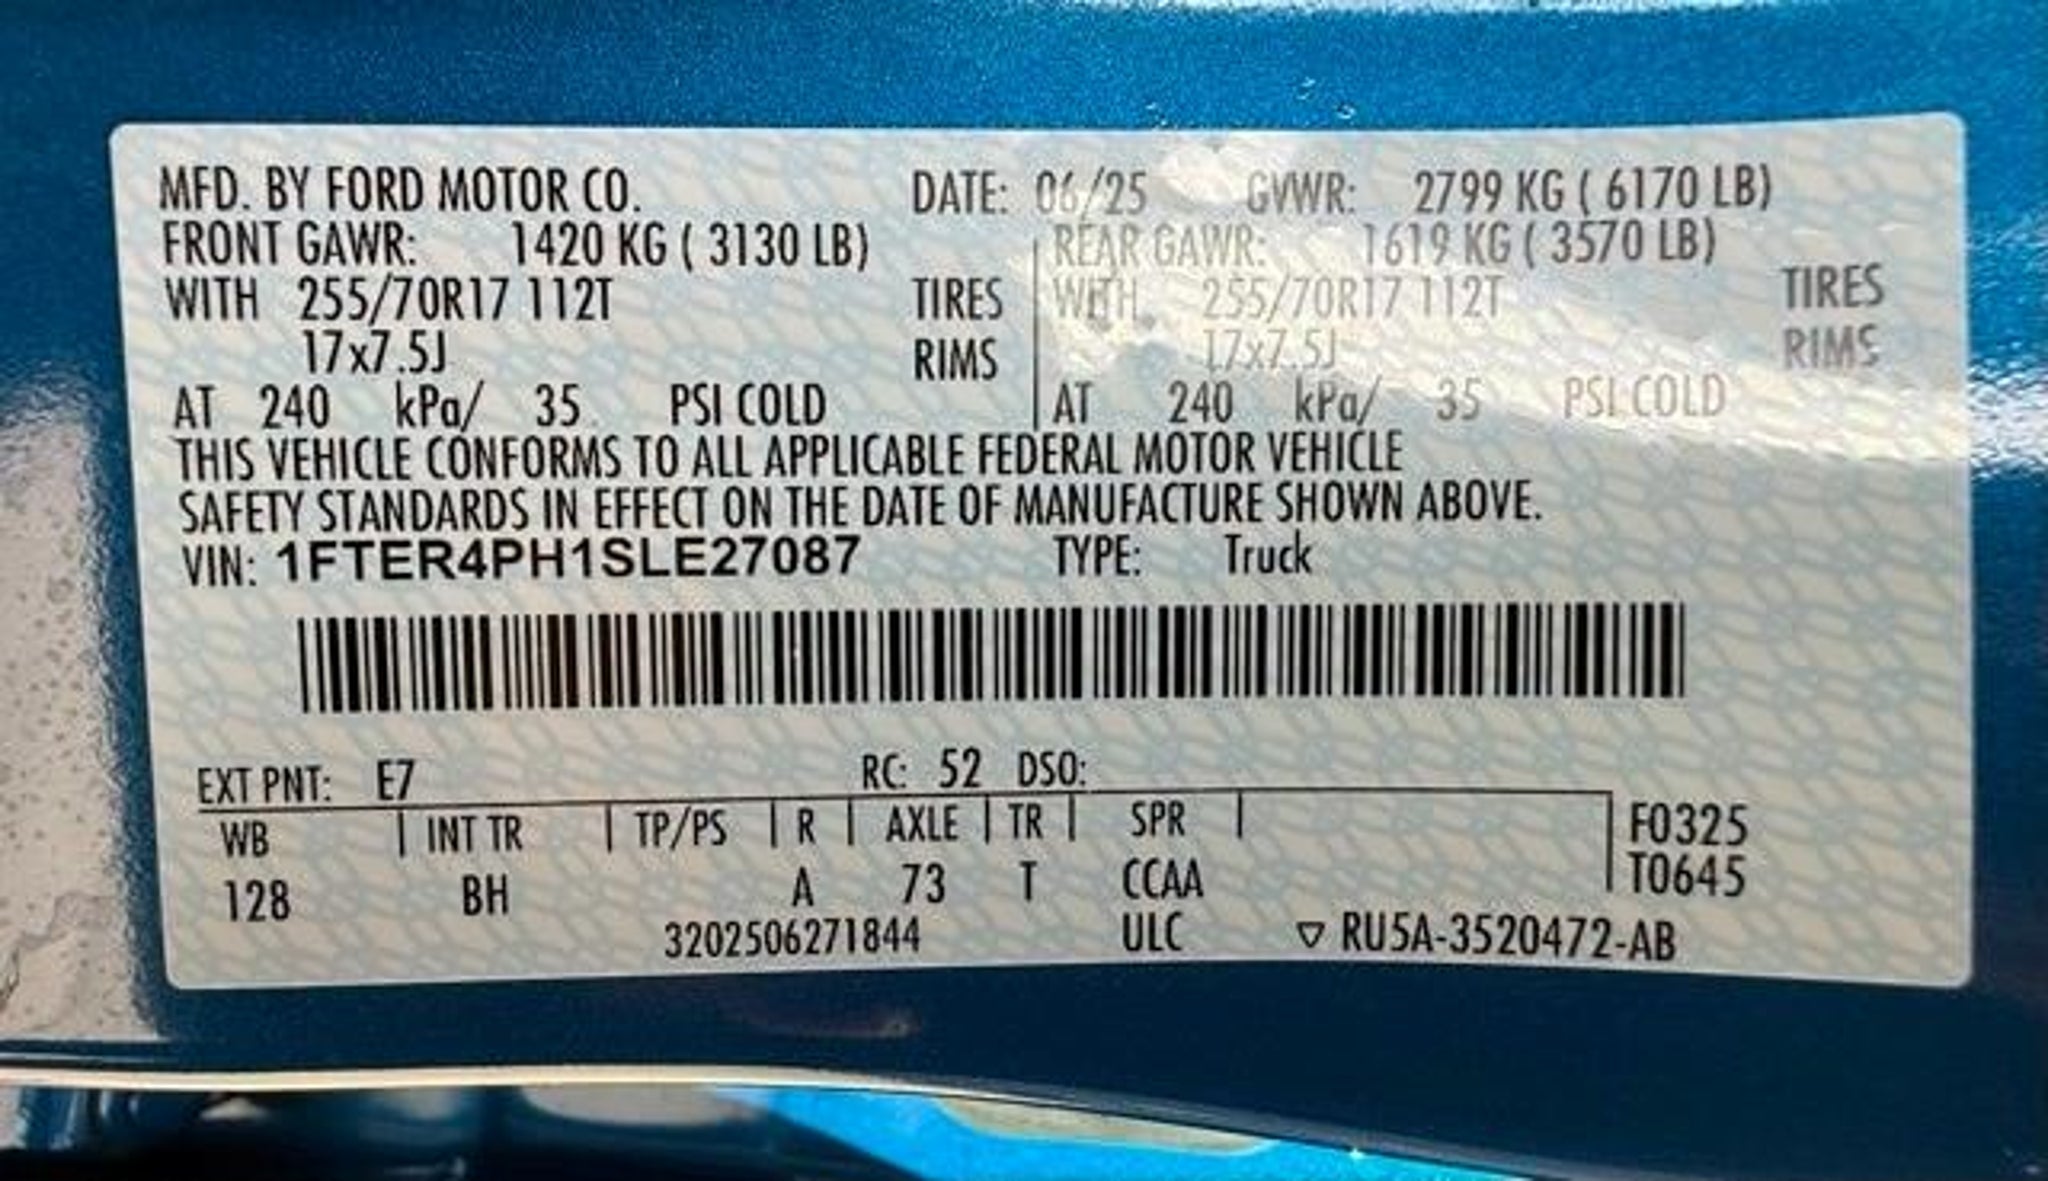 MFD. BY FORD MOTOR CO. DATE: 06/25 GVWR: 2799 KG ( 6170 LB)
FRONT GAWR: 1420 KG ( 3130 LB) REAR GAWR: 1619 KG ( 3570 LB)
WITH 255/70R17 112T TIRES WITH 255/70R17 112T TIRES
17x7.5J RIMS 17x7.5J RIMS
AT 240 kPa/ 35 PSI COLD AT 240 kPa/ 35 PSI COLD
THIS VEHICLE CONFORMS TO ALL APPLICABLE FEDERAL MOTOR VEHICLE
SAFETY STANDARDS IN EFFECT ON THE DATE OF MANUFACTURE SHOWN ABOVE.
VIN: 1FTER4PH1SLE27087 TYPE: Truck
EXT PNT: E7 RC: 52 DSO:
WB INT TR TP/PS R AXLE TR SPR F0325
128 BH A 73 T CCAA T0645
3202506271844 ULC ▽ RU5A-3520472-AB